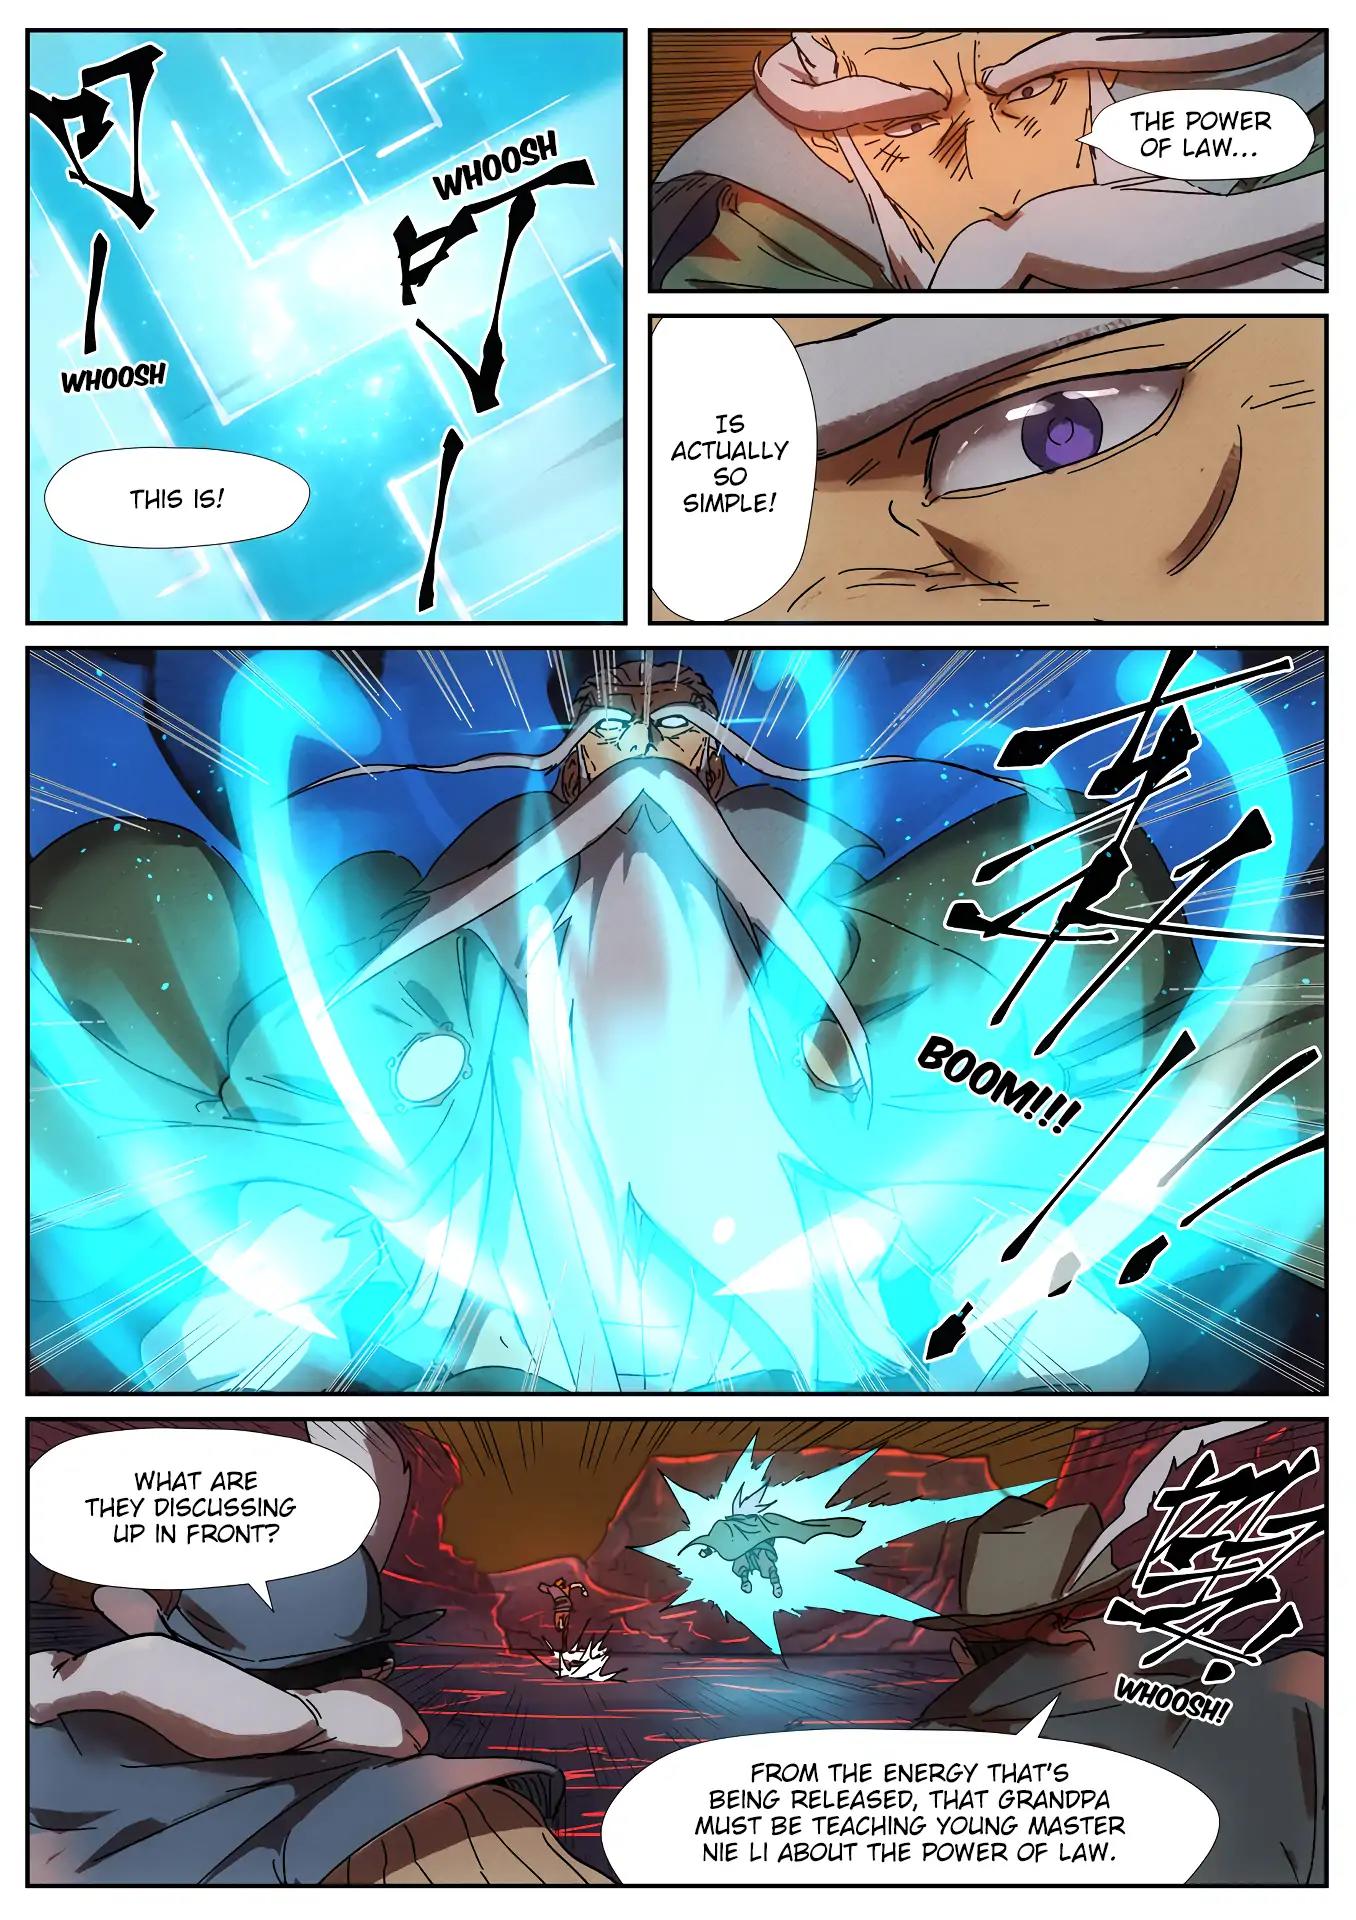 WHOOSH
WHOOSH
THIS IS!
THE POWER
OF LAW...
IS
ACTUALLY
SO
SIMPLE!
BOOM!!!
WHAT ARE
THEY DISCUSSING
UP IN FRONT?
WHOOSH!
FROM THE ENERGY THAT'S
BEING RELEASED, THAT GRANDPA
MUST BE TEACHING YOUNG MASTER
NIE LI ABOUT THE POWER OF LAW.